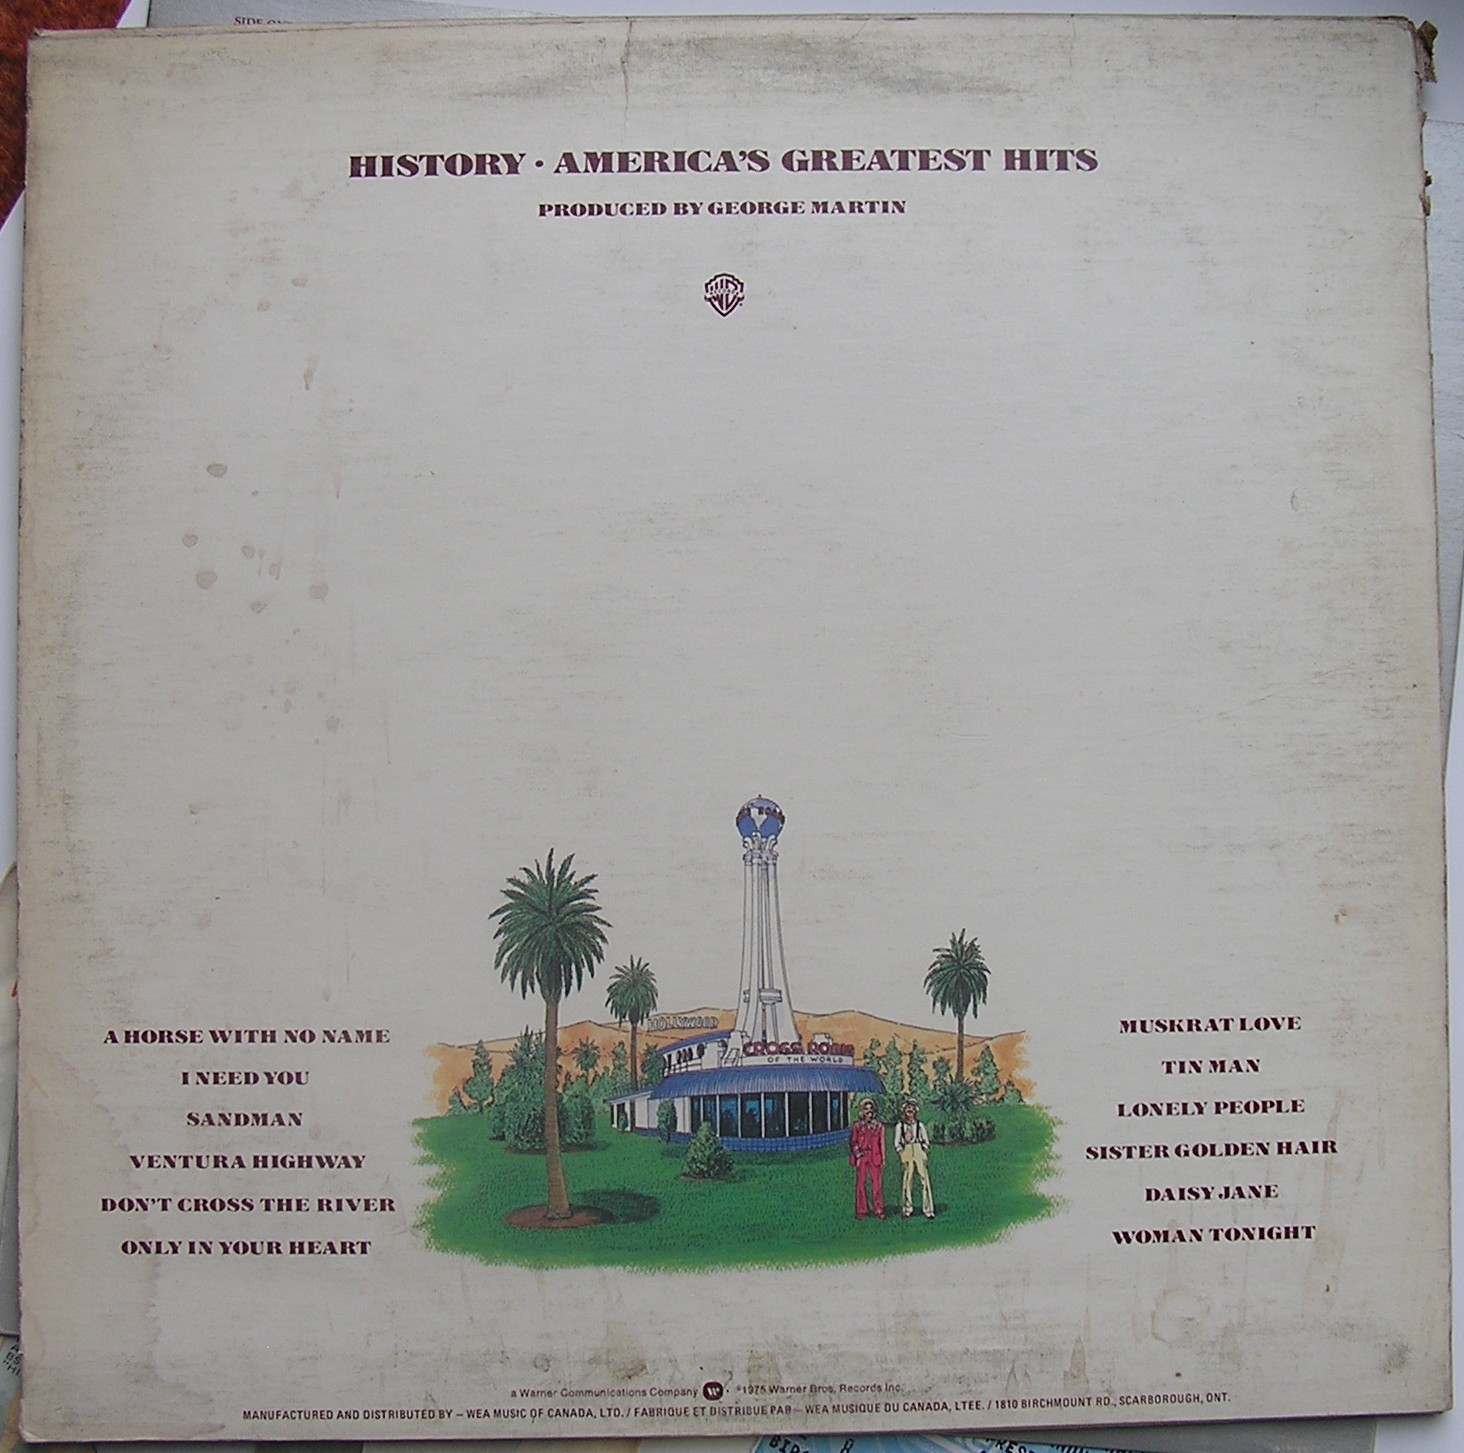 SIDE
HISTORY · AMERICA'S GREATEST HITS
PRODUCED BY GEORGE MARTIN
A HORSE WITH NO NAME
I NEED YOU
SANDMAN
VENTURA HIGHWAY
DON'T CROSS THE RIVER
ONLY IN YOUR HEART
HOLLYWOOD
CROSS ROADS
OF THE WORLD
MUSKRAT LOVE
TIN MAN
LONELY PEOPLE
SISTER GOLDEN HAIR
DAISY JANE
WOMAN TONIGHT
a Warner Communications Company · ©1975 Warner Bros. Records Inc.
MANUFACTURED AND DISTRIBUTED BY – WEA MUSIC OF CANADA, LTD. / FABRIQUE ET DISTRIBUE PAR – WEA MUSIQUE DU CANADA, LTEE. / 1810 BIRCHMOUNT RD., SCARBOROUGH, ONT.